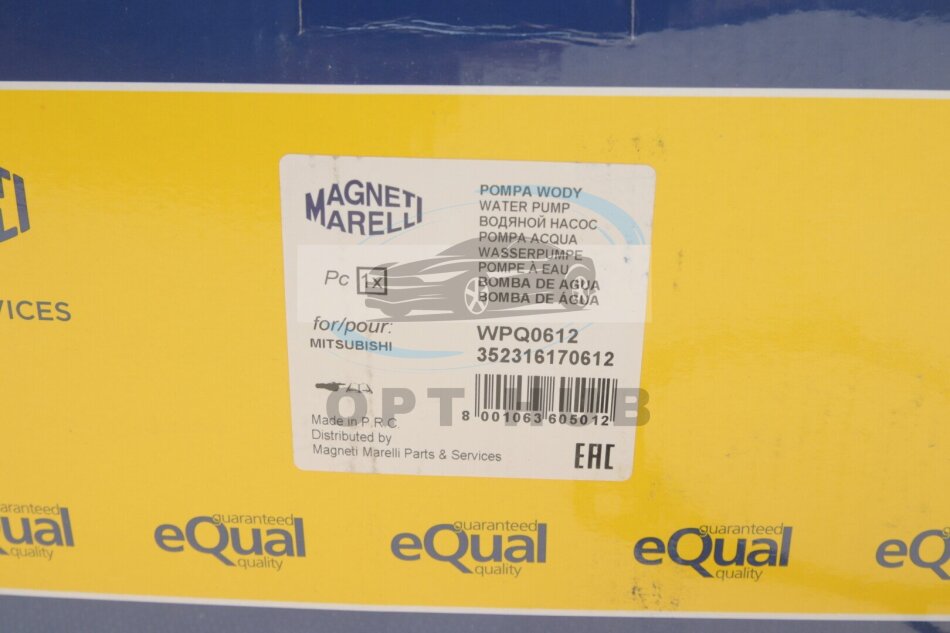 MAGNETI
MARELLI
POMPA WODY
WATER PUMP
ВОДЯНОЙ НАСОС
POMPA ACQUA
WASSERPUMPE
POMPE À EAU
BOMBA DE AGUA
BOMBA DE ÁGUA
Pc 1x
for/pour:
MITSUBISHI
WPQ0612
352316170612
8 001063 605012
OPT HUB
Made in P.R.C.
Distributed by
Magneti Marelli Parts & Services
EAC
guaranteed
eQual
quality
guaranteed
eQual
quality
guaranteed
eQual
quality
guaranteed
eQual
quality